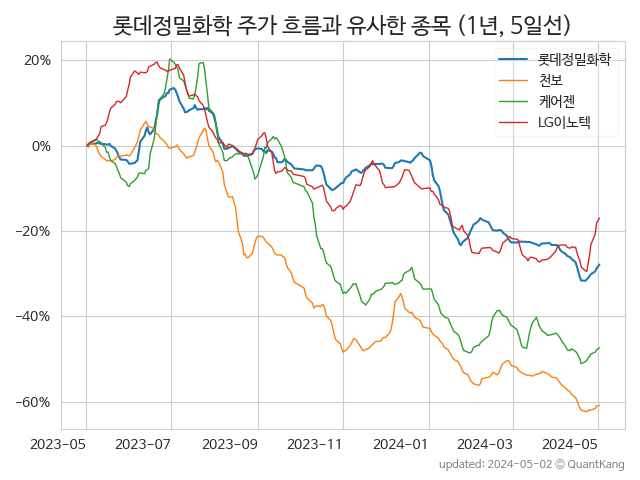 롯데정밀화학 주가 흐름과 유사한 종목 (1년, 5일선)
롯데정밀화학
천보
케어젠
LG이노텍
20%
0%
−20%
−40%
−60%
2023-05
2023-07
2023-09
2023-11
2024-01
2024-03
2024-05
updated: 2024-05-02 © QuantKang